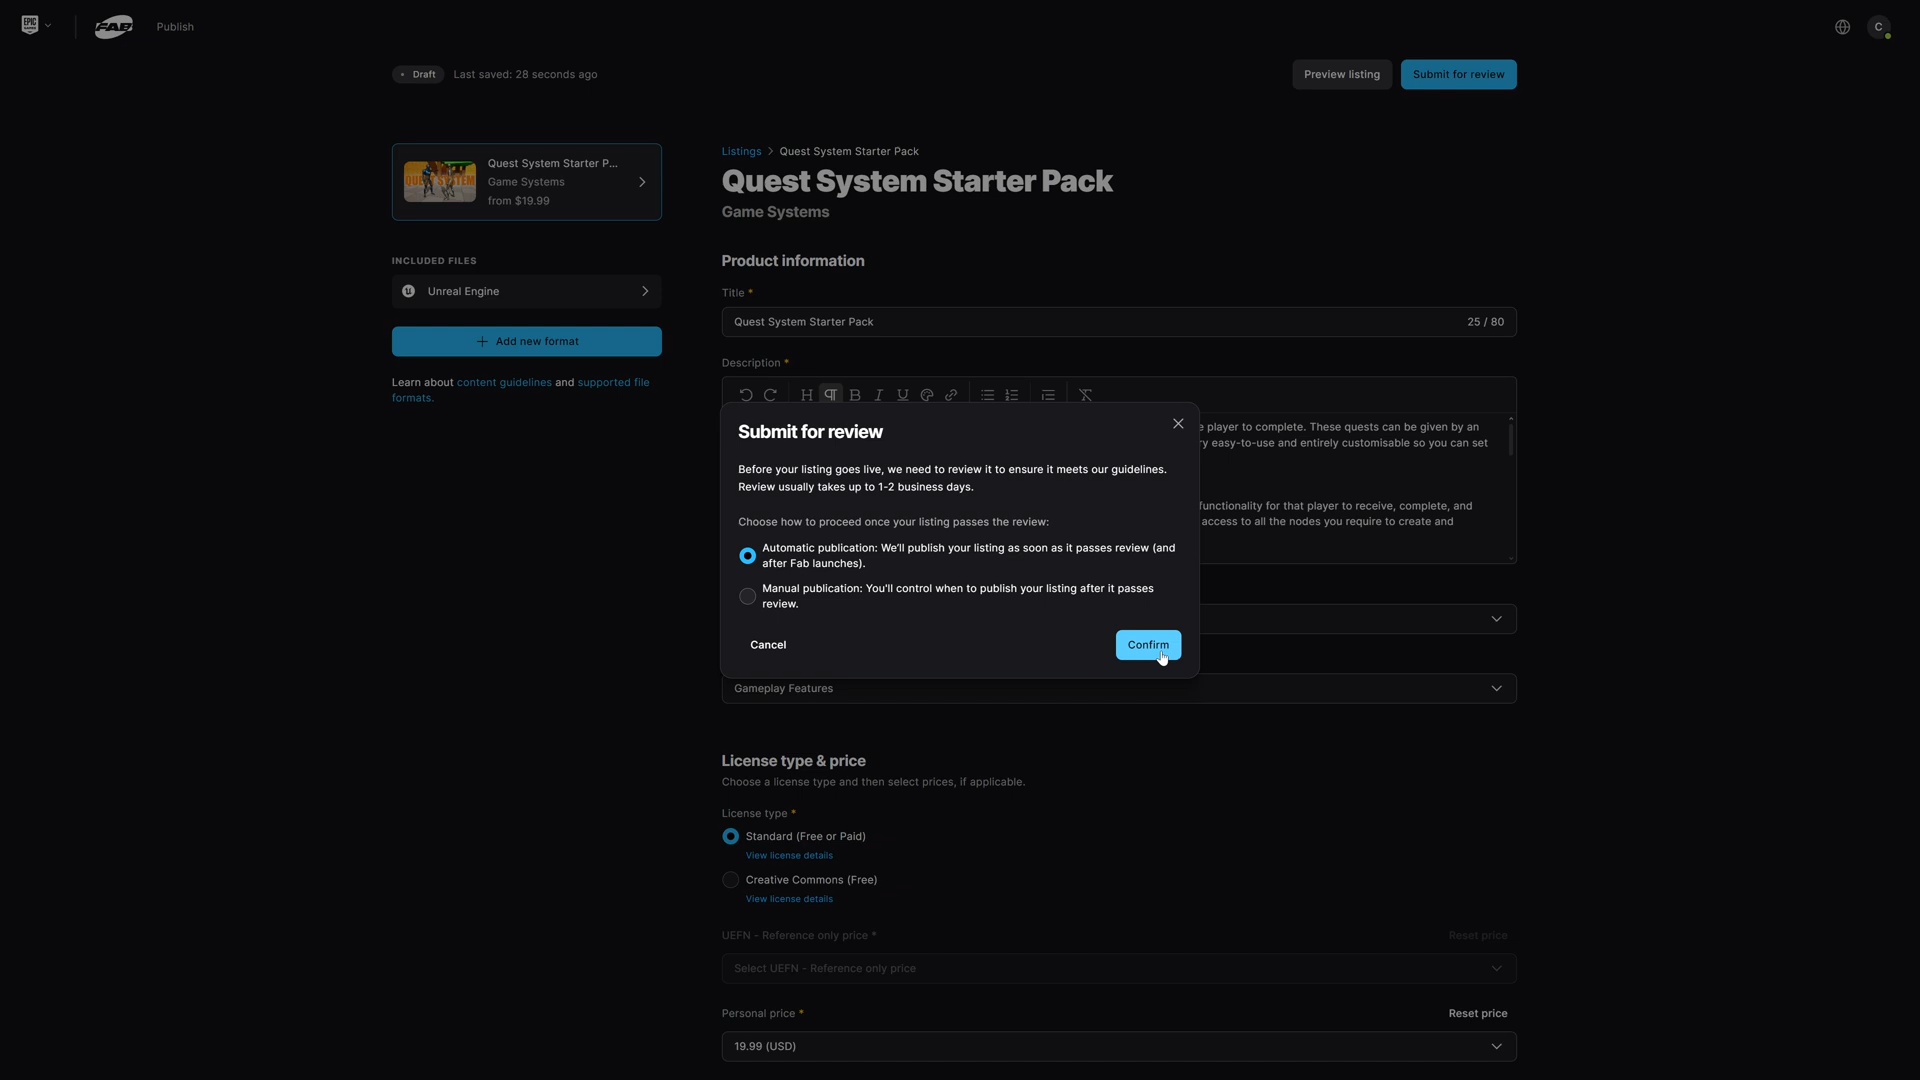 EPIC
FAB
Publish
C
Draft
Last saved: 28 seconds ago
Preview listing
Submit for review
QUEST SYSTEM
Quest System Starter P...
Game Systems
from $19.99
INCLUDED FILES
Unreal Engine
Add new format
Learn about content guidelines and supported file
formats.
Listings > Quest System Starter Pack
Quest System Starter Pack
Game Systems
Product information
Title *
Quest System Starter Pack
25 / 80
Description *
H B I U
e player to complete. These quests can be given by an
ry easy-to-use and entirely customisable so you can set
functionality for that player to receive, complete, and
access to all the nodes you require to create and
Submit for review
Before your listing goes live, we need to review it to ensure it meets our guidelines.
Review usually takes up to 1-2 business days.
Choose how to proceed once your listing passes the review:
Automatic publication: We'll publish your listing as soon as it passes review (and
after Fab launches).
Manual publication: You'll control when to publish your listing after it passes
review.
Cancel
Confirm
Gameplay Features
License type & price
Choose a license type and then select prices, if applicable.
License type *
Standard (Free or Paid)
View license details
Creative Commons (Free)
View license details
UEFN - Reference only price *
Reset price
Select UEFN - Reference only price
Personal price *
Reset price
19.99 (USD)